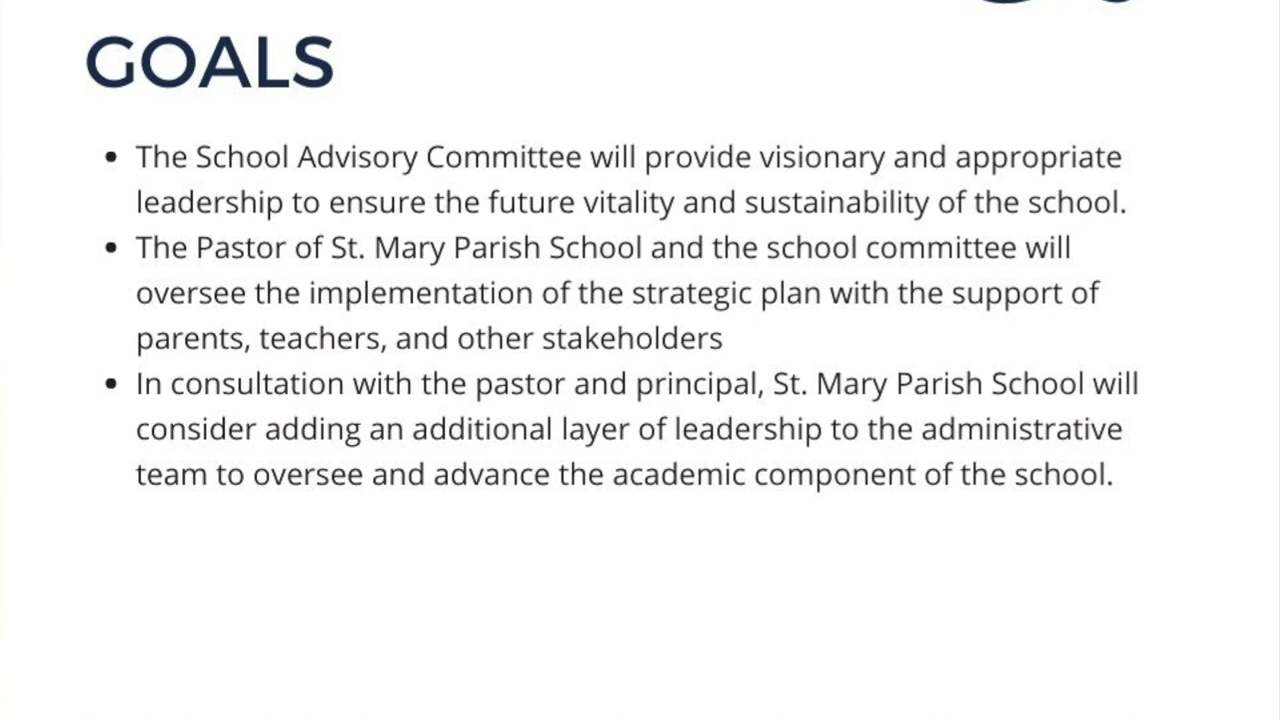 GOALS
• The School Advisory Committee will provide visionary and appropriate
leadership to ensure the future vitality and sustainability of the school.
• The Pastor of St. Mary Parish School and the school committee will
oversee the implementation of the strategic plan with the support of
parents, teachers, and other stakeholders
• In consultation with the pastor and principal, St. Mary Parish School will
consider adding an additional layer of leadership to the administrative
team to oversee and advance the academic component of the school.